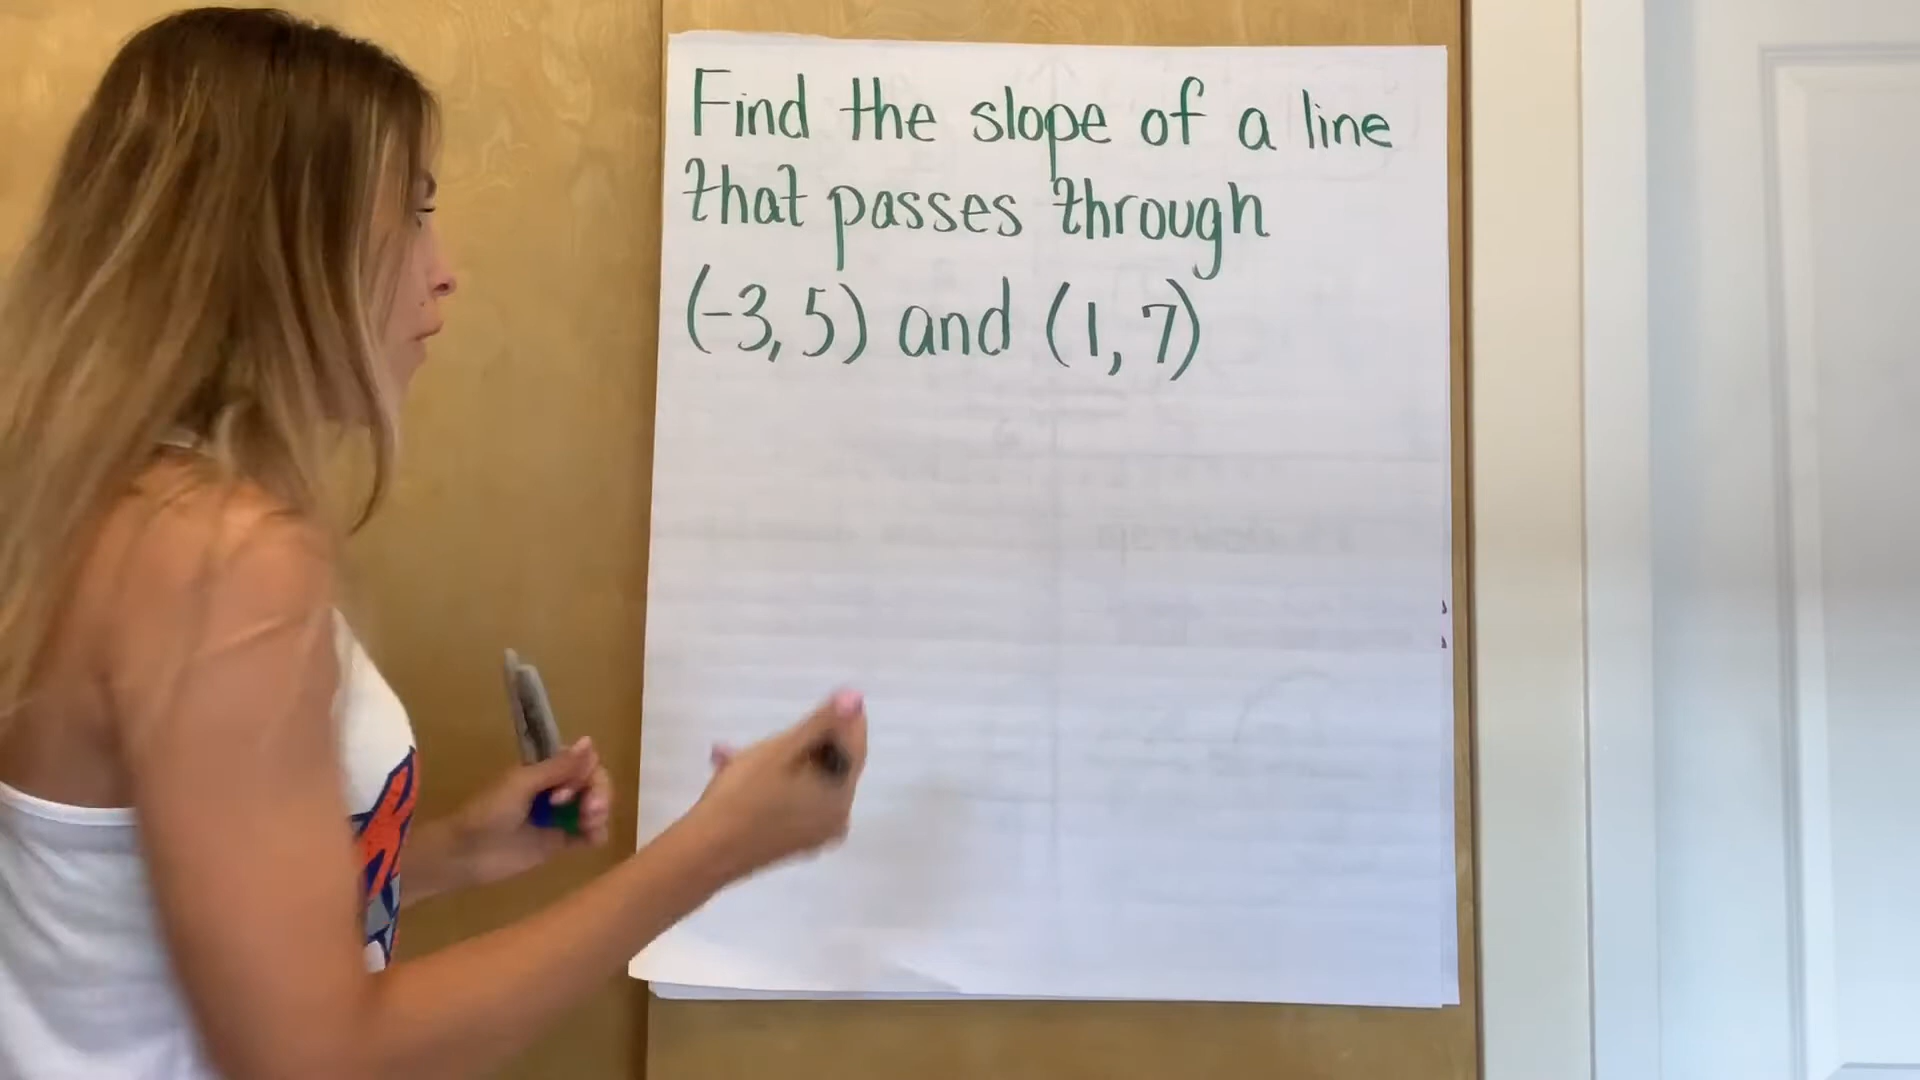 Find the slope of a line
that passes through
(-3, 5) and (1, 7)